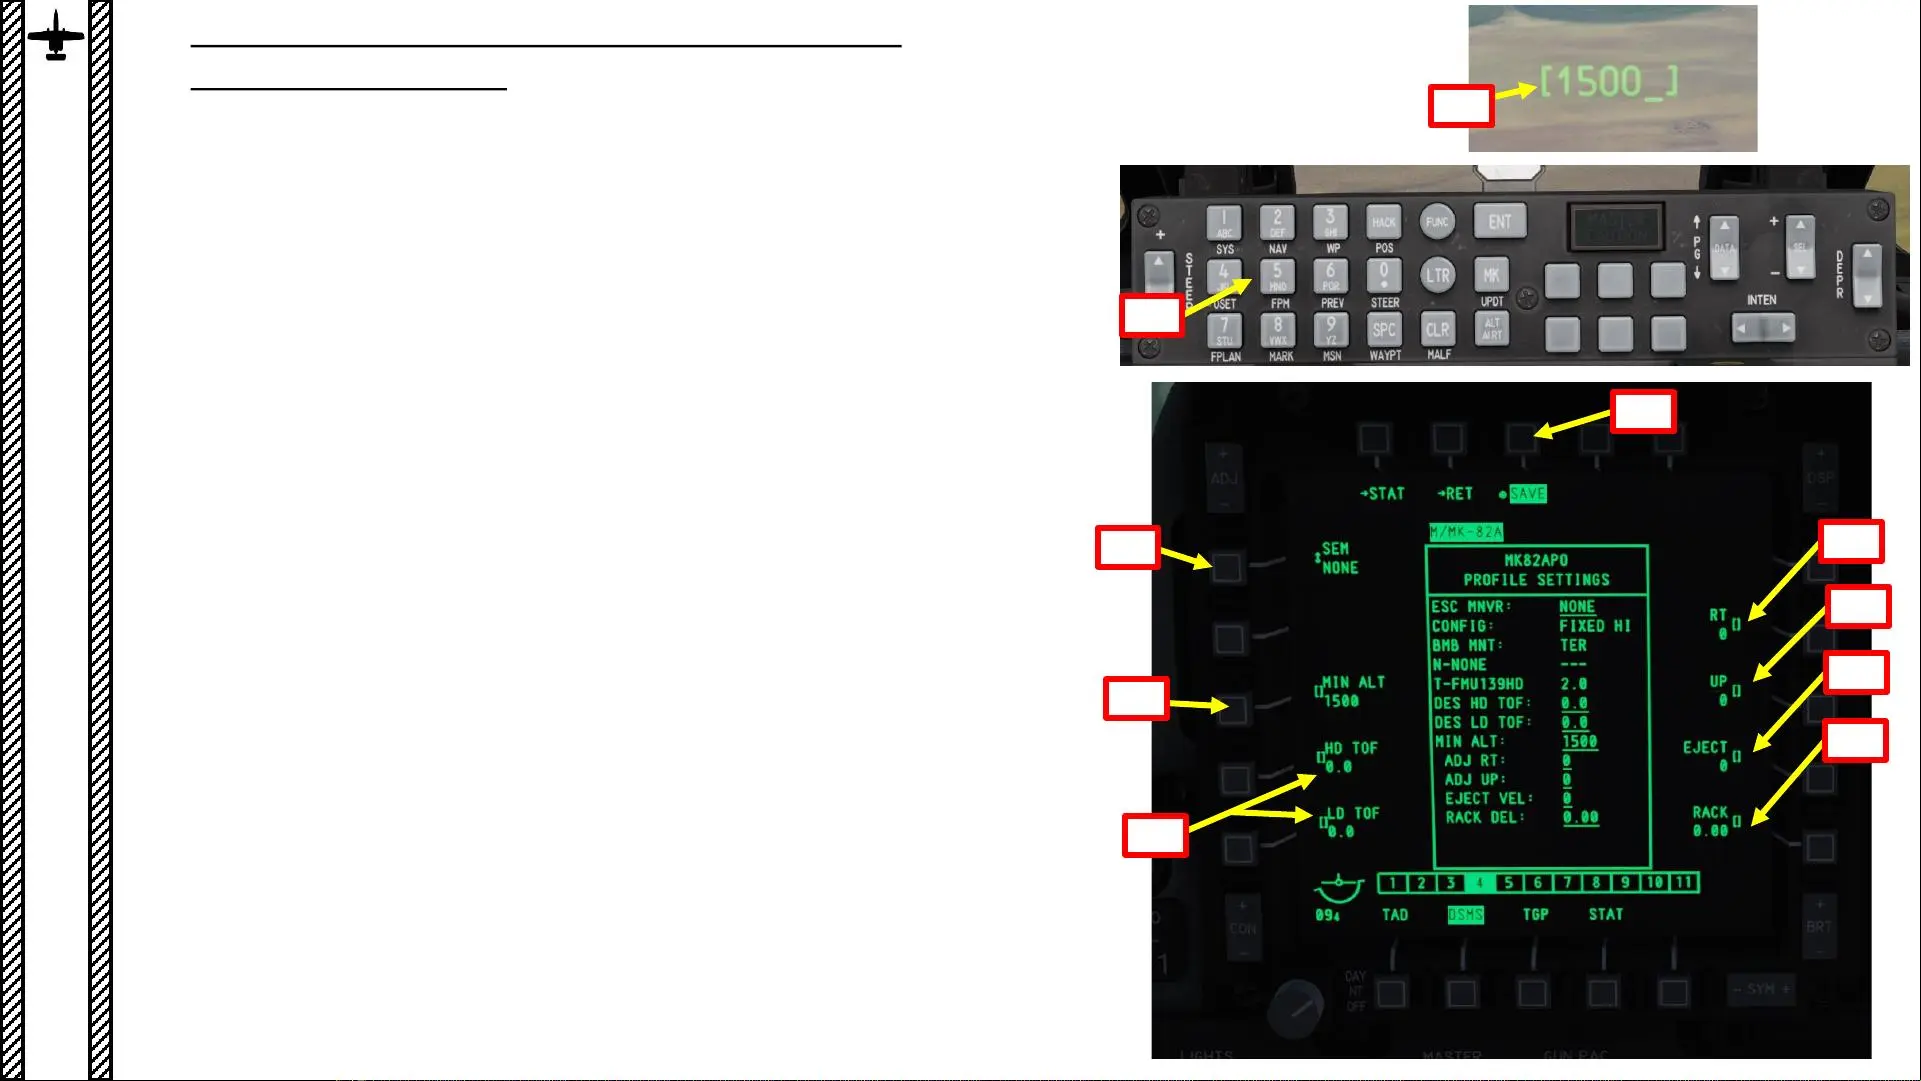 [1500_]
1 2 3 HACK FUNC ENT
ABC DEF GHI
SYS NAV WP POS
4 5 6 0 LTR MK
MNO PQR
FPM PREV STEER UPDT
7 8 9 SPC CLR ALT ALRT
STU VWX YZ
FPLAN MARK MSN WAYPT MALF
+
↑ PG ↓
DATA
+ SEL -
DEPR
INTEN
+ ADJ -
+ DSP -
→STAT →RET ●SAVE
M/MK-82A
↕SEM
NONE
MK82APO
PROFILE SETTINGS
ESC MNVR: NONE
CONFIG: FIXED HI
BMB MNT: TER
N-NONE ---
T-FMU139HD 2.0
DES HD TOF: 0.0
DES LD TOF: 0.0
MIN ALT: 1500
ADJ RT: 0
ADJ UP: 0
EJECT VEL: 0
RACK DEL: 0.00
[]MIN ALT
1500
[]HD TOF
0.0
[]LD TOF
0.0
RT []
0
UP []
0
EJECT []
0
RACK []
0.00
1 2 3 4 5 6 7 8 9 10 11
094 TAD DSMS TGP STAT
+ CON -
+ BRT -
DAY
NT
OFF
- SYM +
1
LIGHTS MASTER GUN PAC